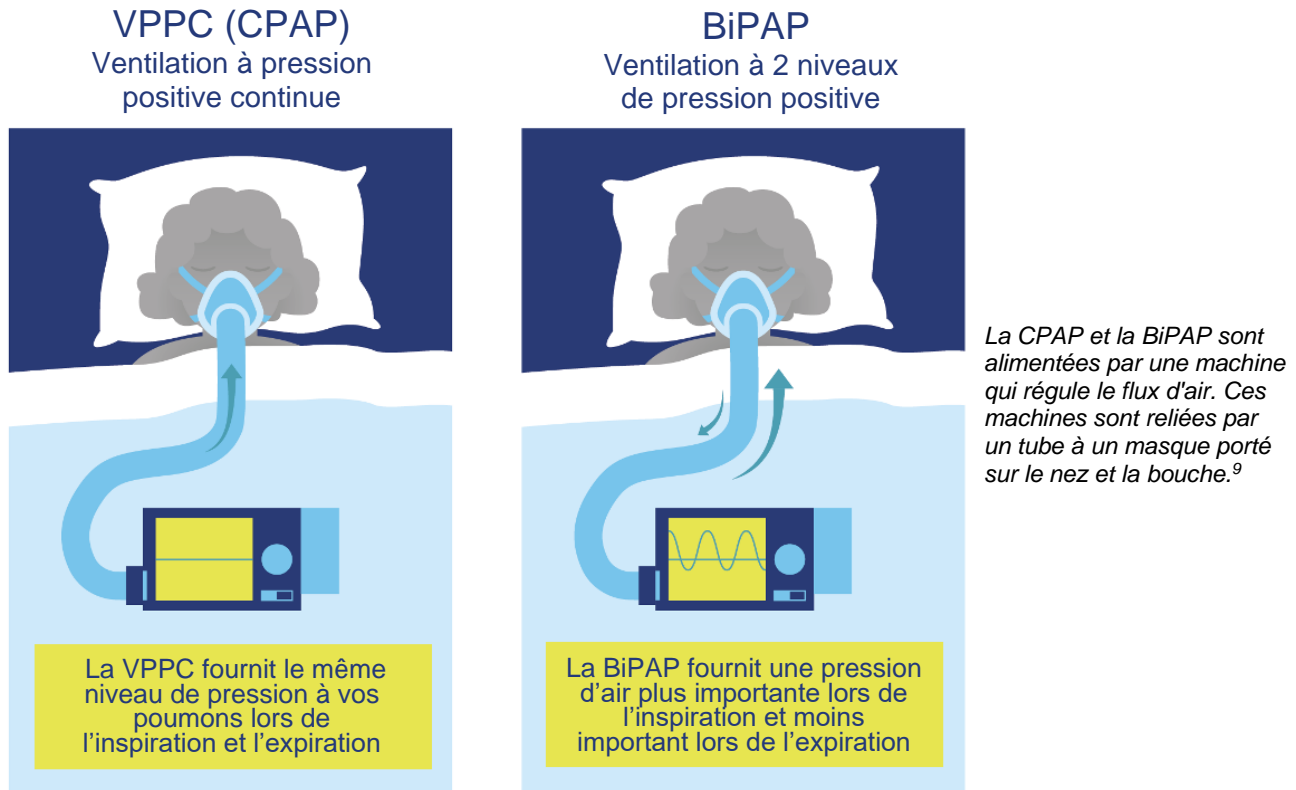 VPPC (CPAP)
Ventilation à pression
positive continue
La VPPC fournit le même
niveau de pression à vos
poumons lors de
l'inspiration et l'expiration
BiPAP
Ventilation à 2 niveaux
de pression positive
La BiPAP fournit une pression
d'air plus importante lors de
l'inspiration et moins
important lors de l'expiration
La CPAP et la BiPAP sont
alimentées par une machine
qui régule le flux d'air. Ces
machines sont reliées par
un tube à un masque porté
sur le nez et la bouche.⁹